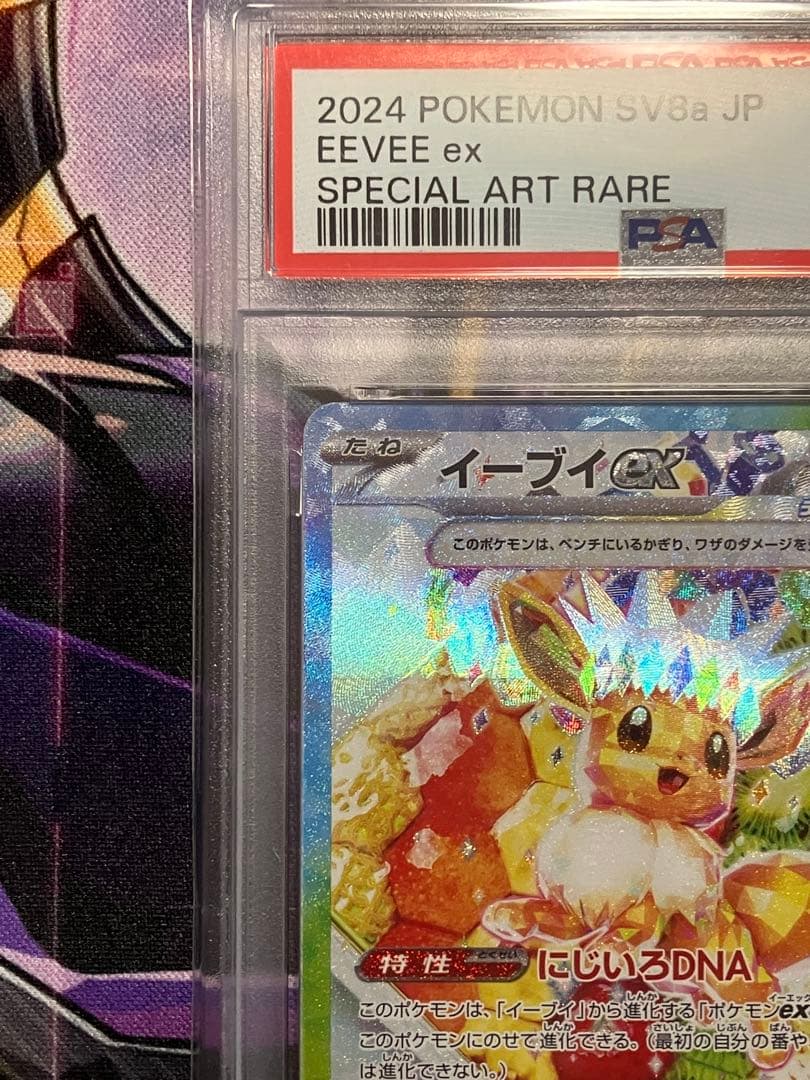 2024 POKEMON SV8a JP
EEVEE ex
SPECIAL ART RARE
PSA
たね
イーブイex
このポケモンは、ベンチにいるかぎり、ワザのダメージを
特性
とくせい
にじいろDNA
このポケモンは、「イーブイ」から進化する「ポケモンex
このポケモンにのせて進化できる。(最初の自分の番や
は進化できない。)